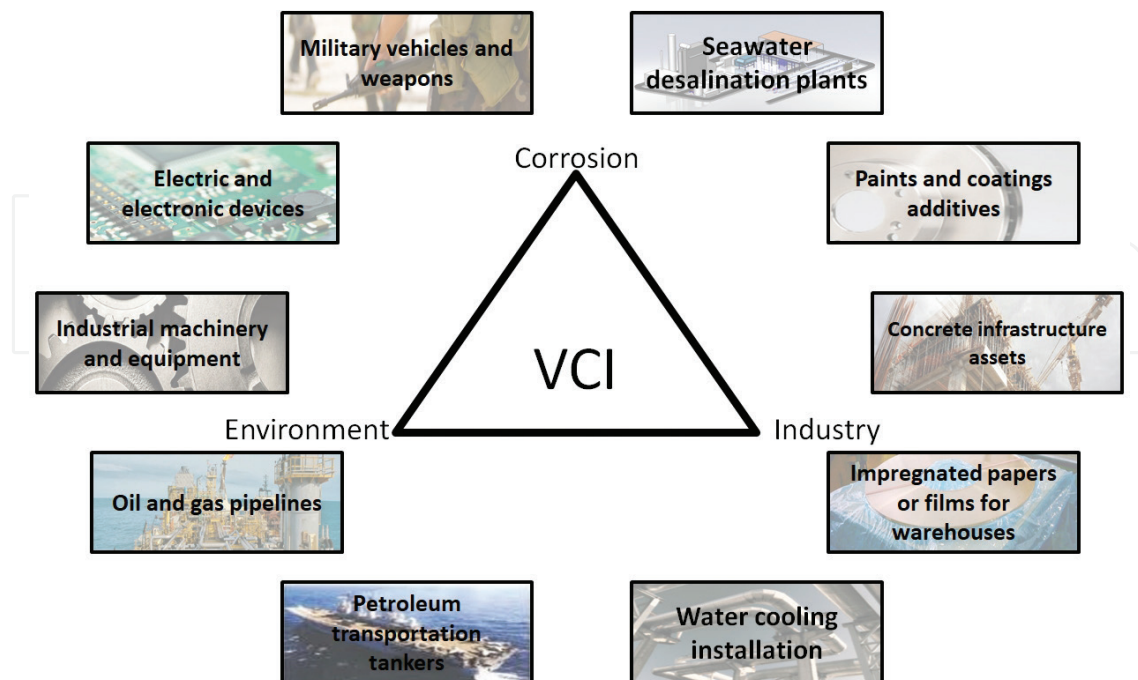 Military vehicles and
weapons
Seawater
desalination plants
Electric and
electronic devices
Corrosion
Paints and coatings
additives
Industrial machinery
and equipment
VCI
Concrete infrastructure
assets
Environment
Industry
Oil and gas pipelines
Impregnated papers
or films for
warehouses
Petroleum
transportation
tankers
Water cooling
installation